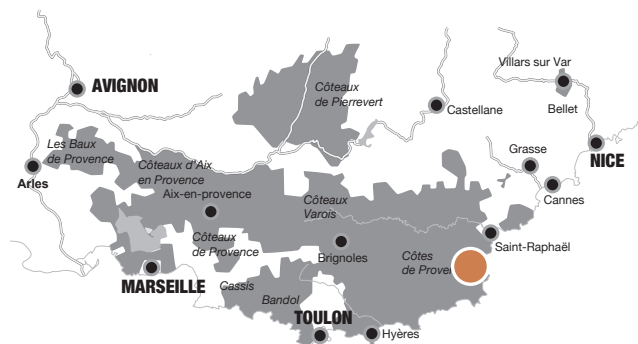 Villars sur Var
AVIGNON
Côteaux
de Pierrevert
Castellane
Bellet
Les Baux
de Provence
NICE
Grasse
Côteaux d'Aix
en Provence
Arles
Aix-en-provence
Cannes
Côteaux
Varois
Côteaux
de Provence
Saint-Raphaël
Brignoles
Côtes
de Prove
MARSEILLE
Cassis
Bandol
TOULON
Hyères